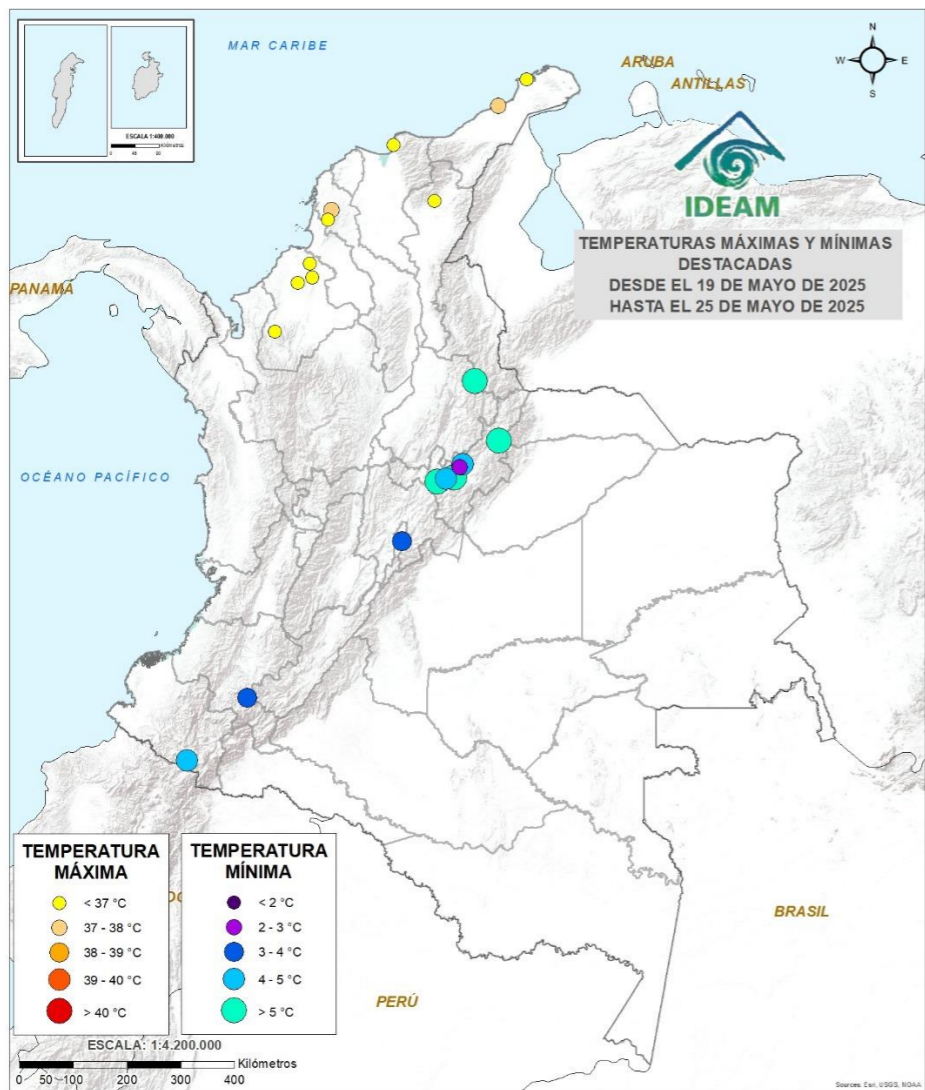 MAR CARIBE
ARUBA
ANTILLAS
N
W
E
S
ESCALA 1:400.000
Kilómetros
IDEAM
TEMPERATURAS MÁXIMAS Y MÍNIMAS
DESTACADAS
DESDE EL 19 DE MAYO DE 2025
HASTA EL 25 DE MAYO DE 2025
PANAMÁ
OCÉANO PACÍFICO
TEMPERATURA
MÁXIMA
< 37 °C
37 - 38 °C
38 - 39 °C
39 - 40 °C
> 40 °C
TEMPERATURA
MÍNIMA
< 2 °C
2 - 3 °C
3 - 4 °C
4 - 5 °C
> 5 °C
BRASIL
PERÚ
ESCALA: 1:4.200.000
Kilómetros
0 50 100 200 300 400
Sources: Esri, USGS, NOAA